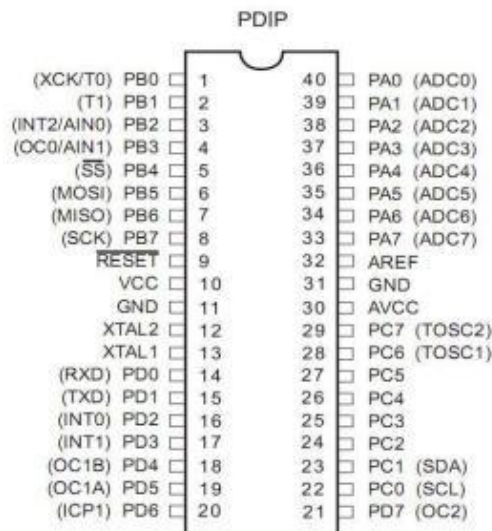 PDIP
(XCK/T0) PB0 1 40 PA0 (ADC0)
(T1) PB1 2 39 PA1 (ADC1)
(INT2/AIN0) PB2 3 38 PA2 (ADC2)
(OC0/AIN1) PB3 4 37 PA3 (ADC3)
(SS) PB4 5 36 PA4 (ADC4)
(MOSI) PB5 6 35 PA5 (ADC5)
(MISO) PB6 7 34 PA6 (ADC6)
(SCK) PB7 8 33 PA7 (ADC7)
RESET 9 32 AREF
VCC 10 31 GND
GND 11 30 AVCC
XTAL2 12 29 PC7 (TOSC2)
XTAL1 13 28 PC6 (TOSC1)
(RXD) PD0 14 27 PC5
(TXD) PD1 15 26 PC4
(INT0) PD2 16 25 PC3
(INT1) PD3 17 24 PC2
(OC1B) PD4 18 23 PC1 (SDA)
(OC1A) PD5 19 22 PC0 (SCL)
(ICP1) PD6 20 21 PD7 (OC2)